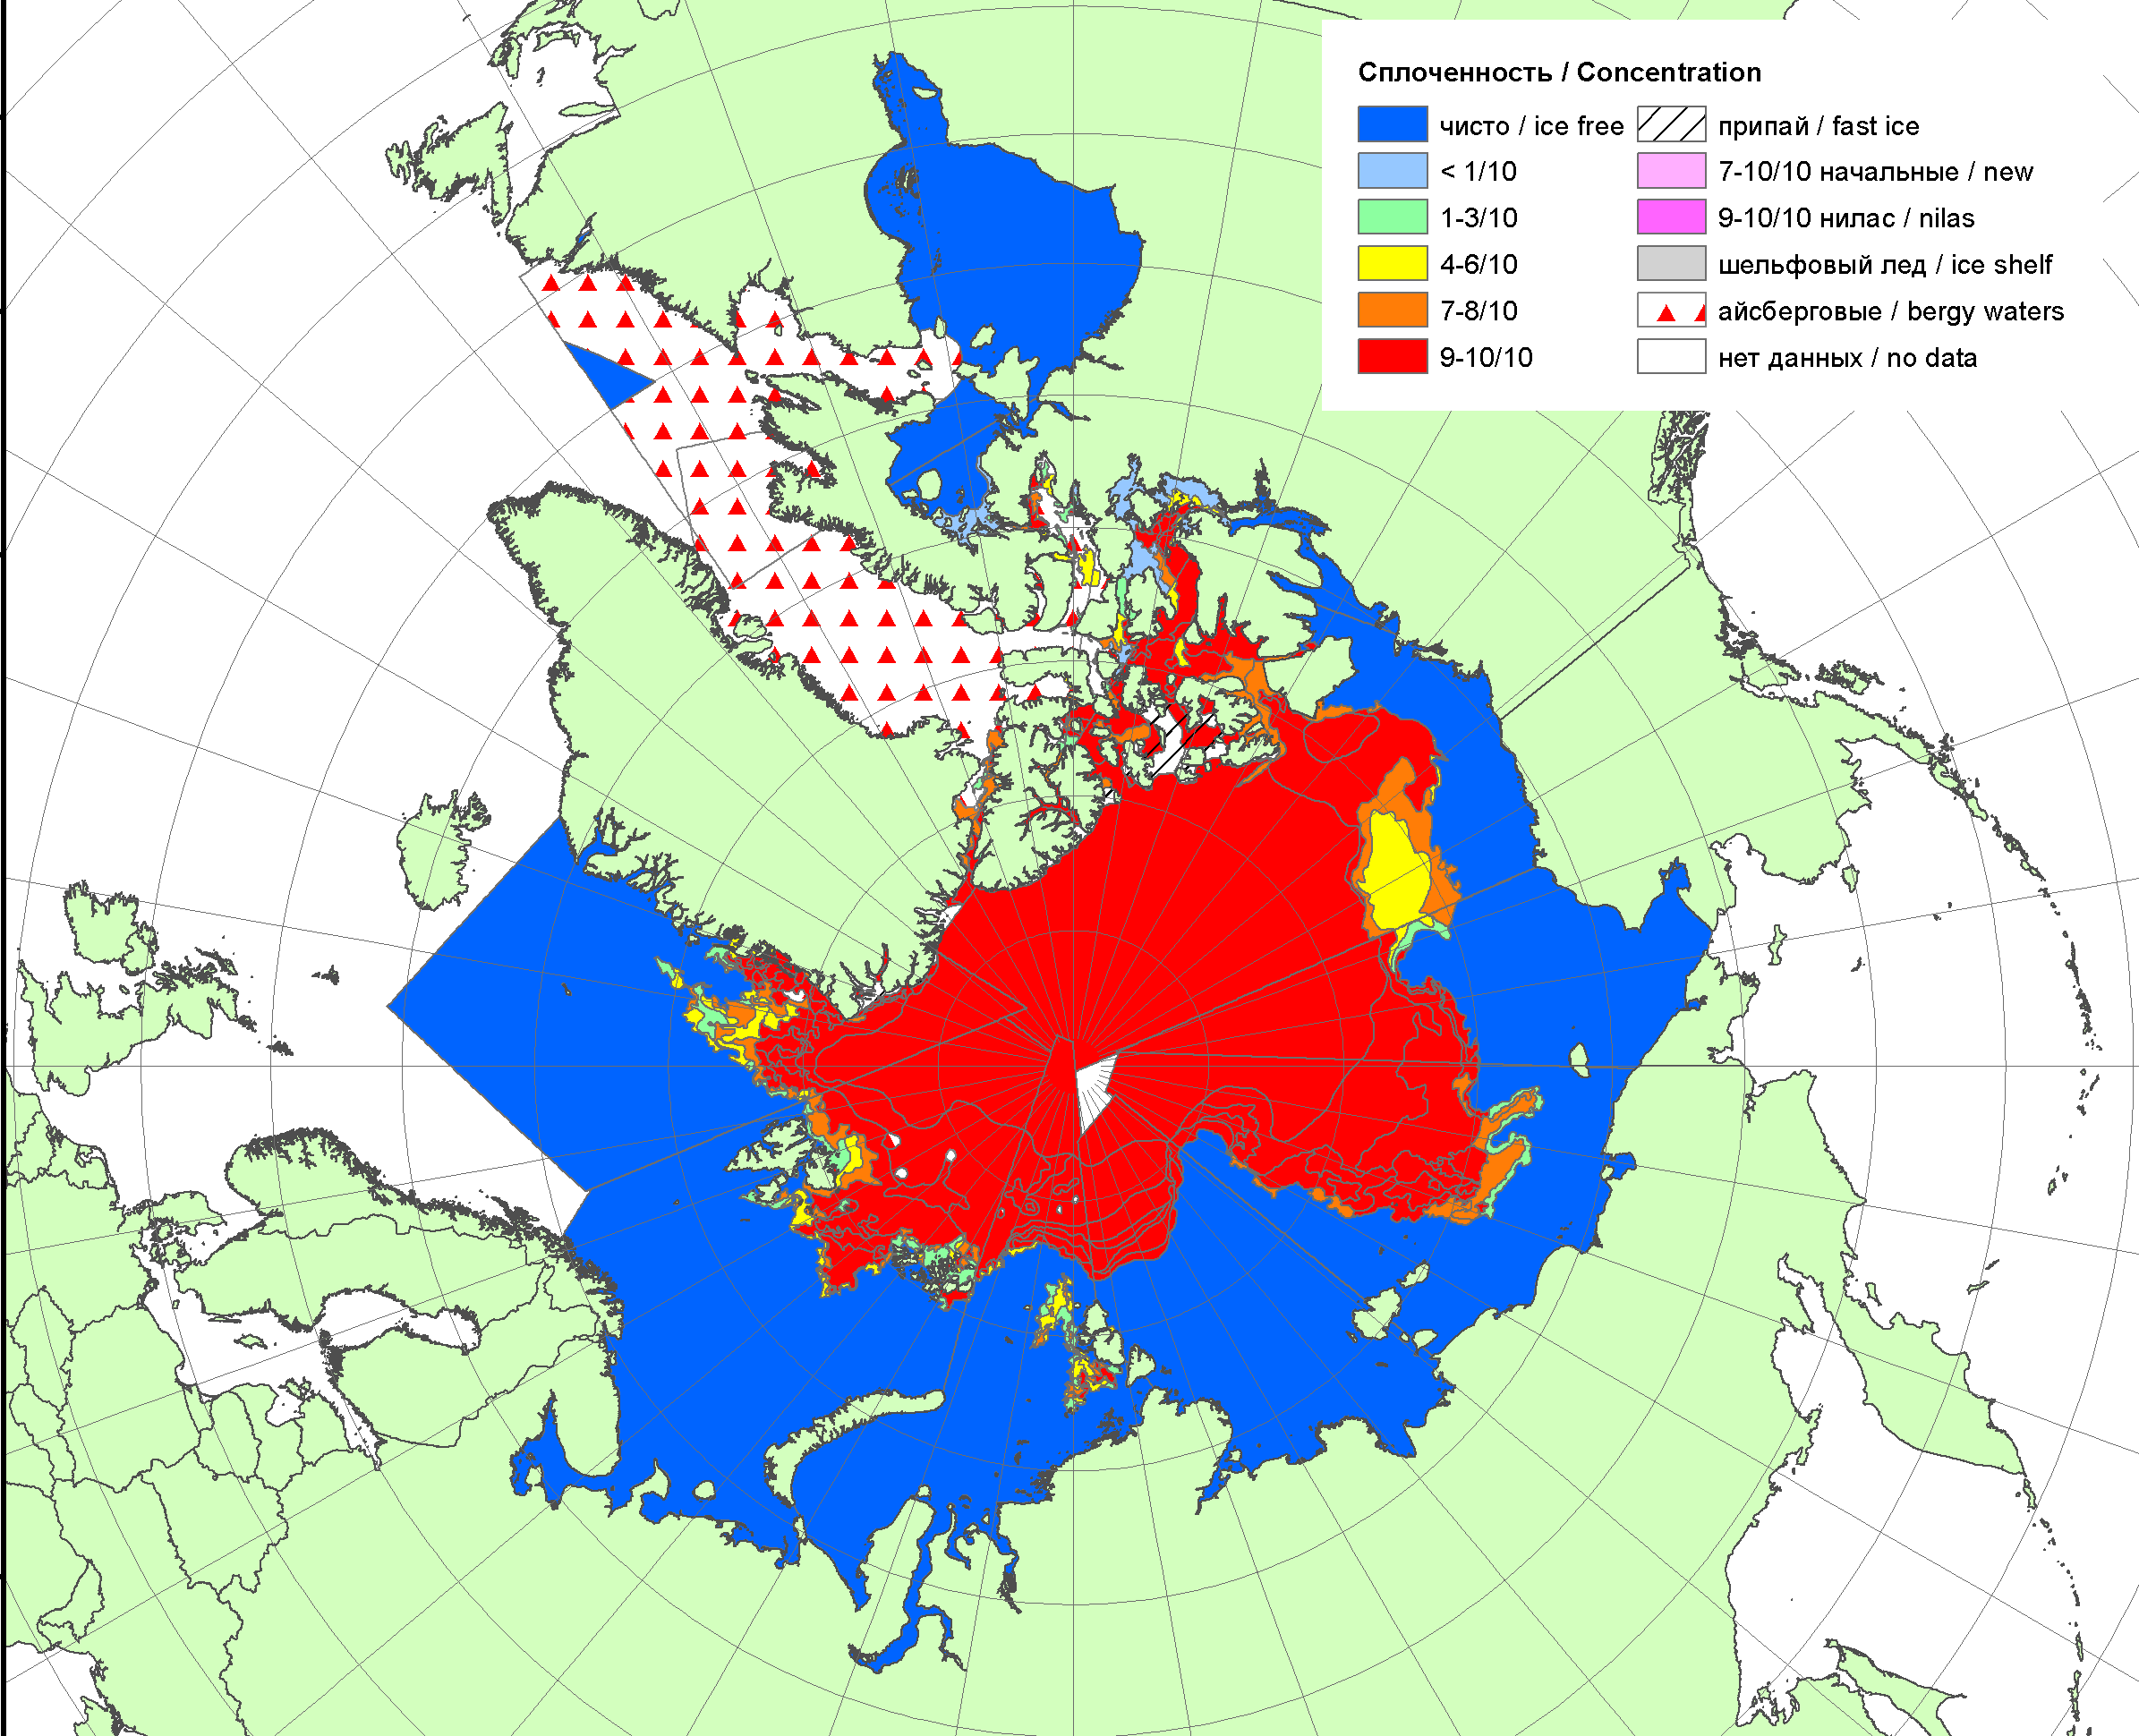 Сплоченность / Concentration
чисто / ice free
< 1/10
1-3/10
4-6/10
7-8/10
9-10/10
припай / fast ice
7-10/10 начальные / new
9-10/10 нилас / nilas
шельфовый лед / ice shelf
айсберговые / bergy waters
нет данных / no data